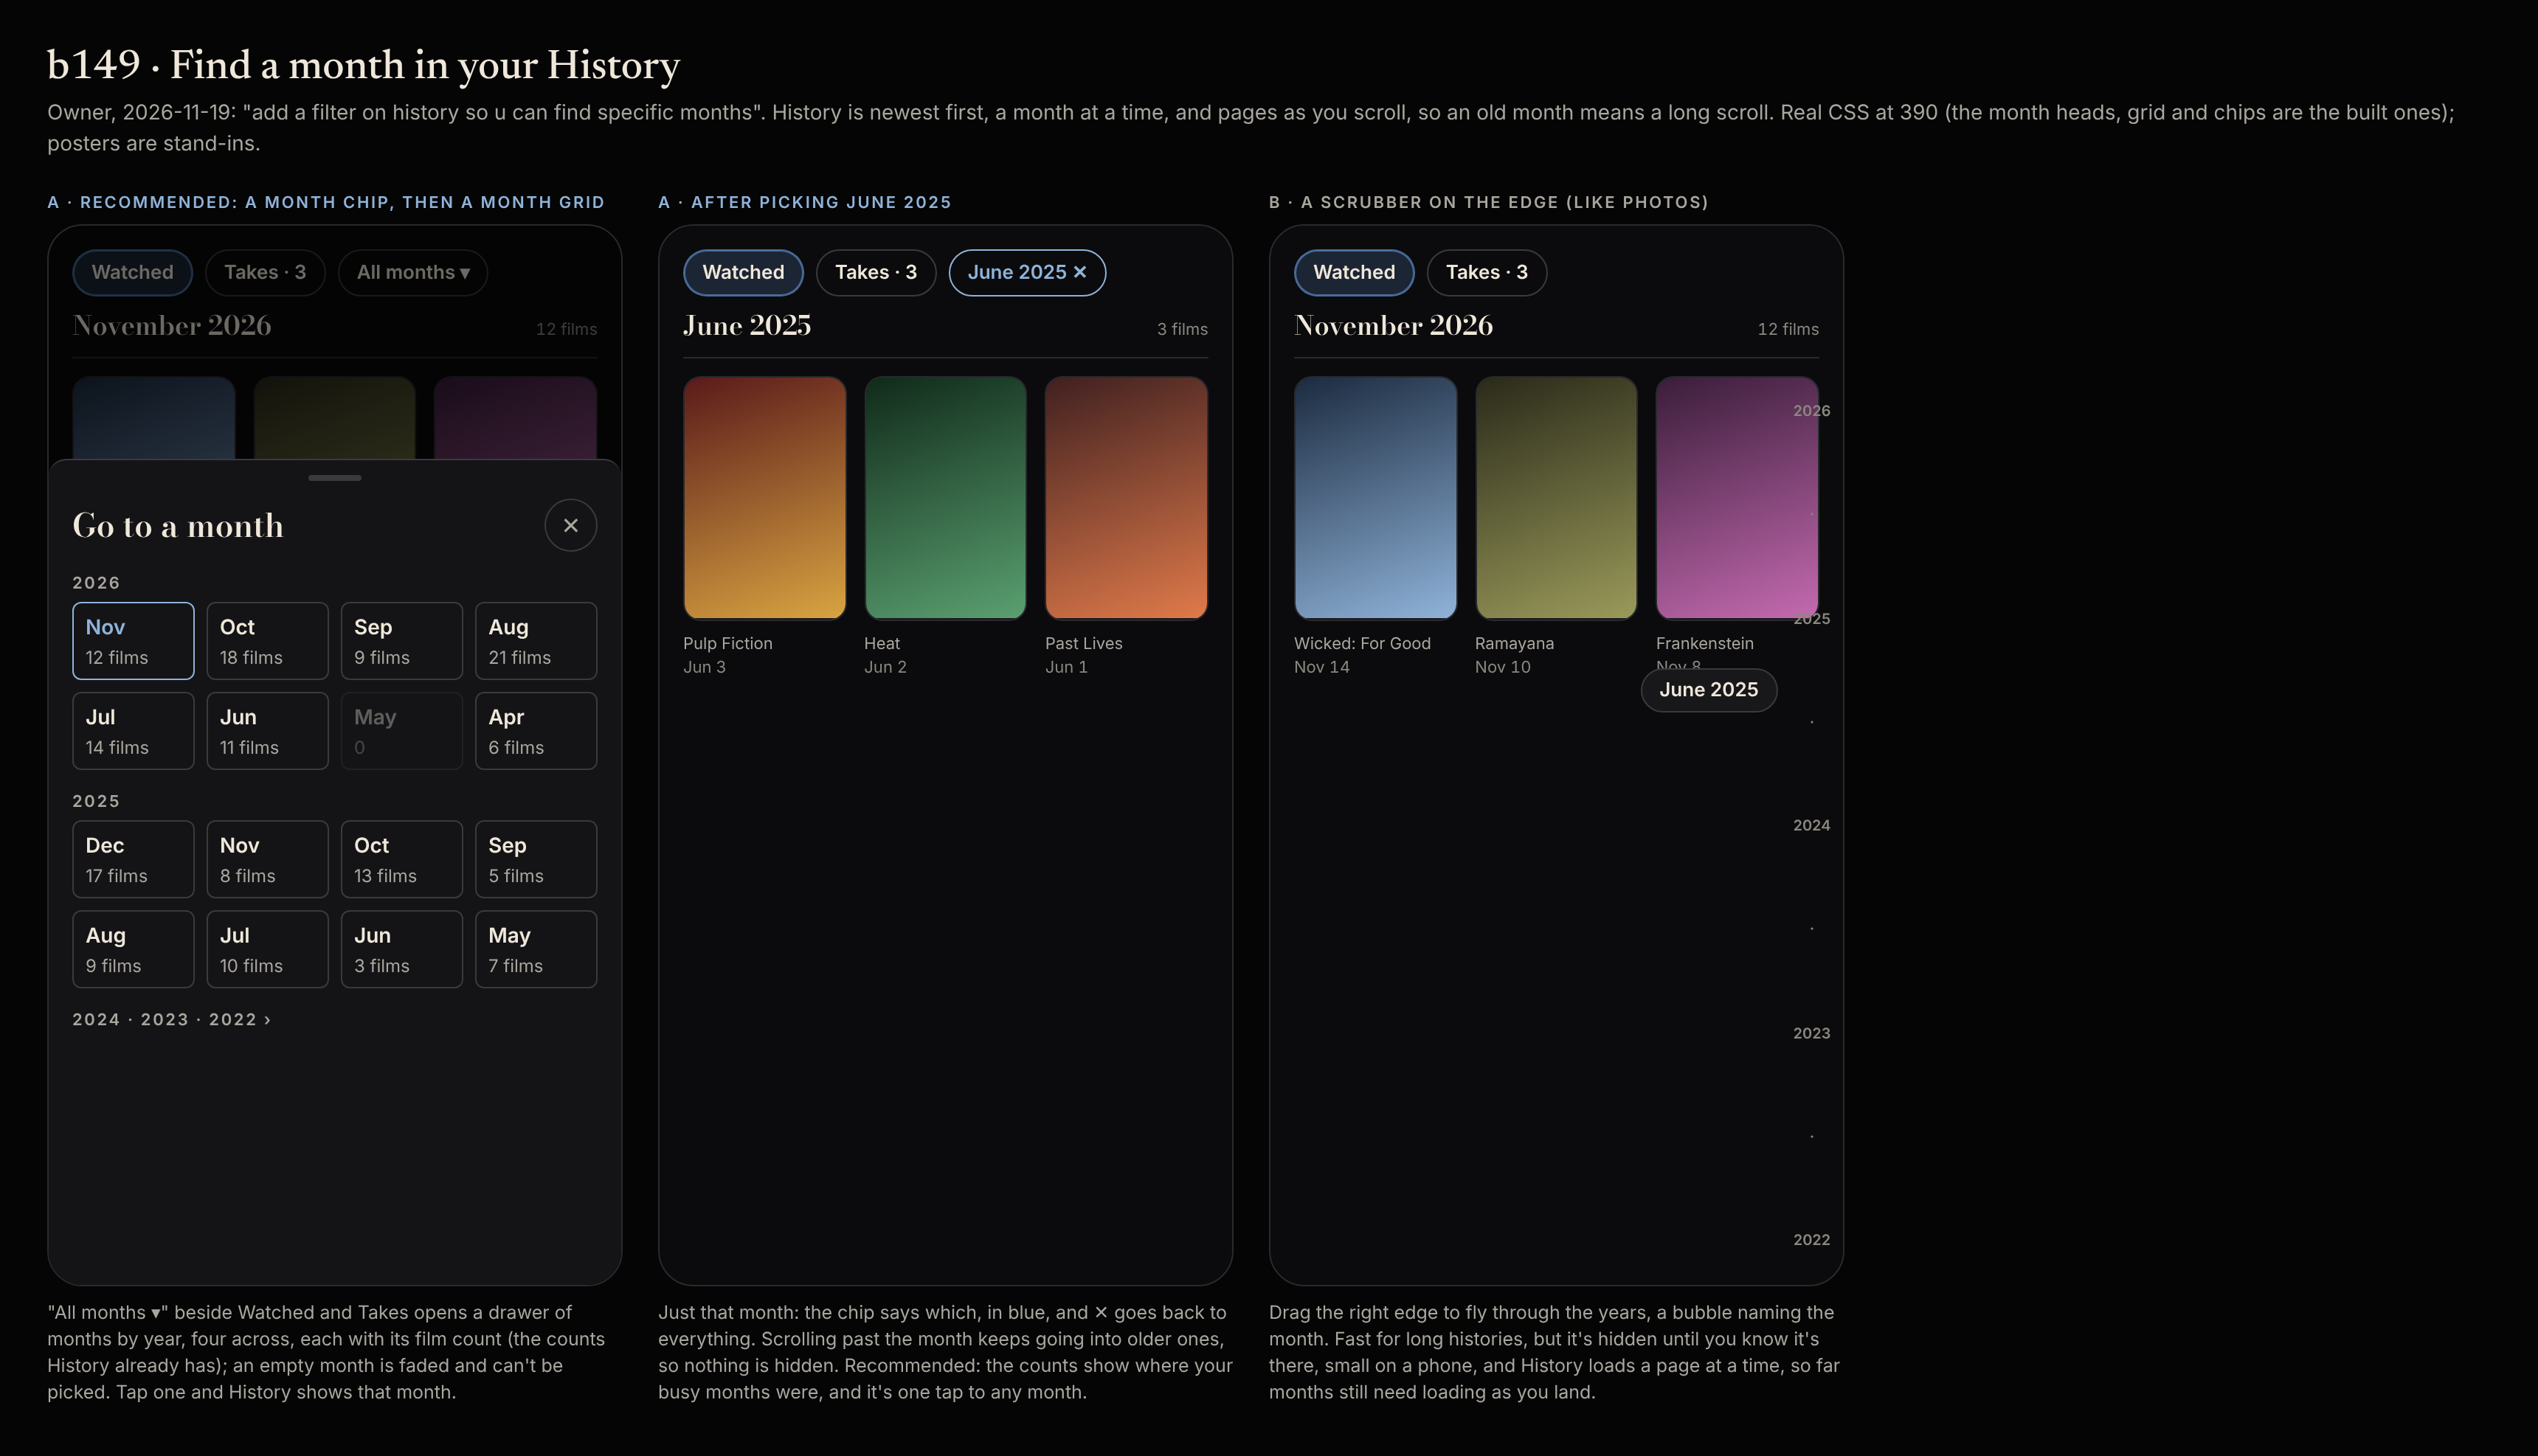 b149 · Find a month in your History
Owner, 2026-11-19: "add a filter on history so u can find specific months". History is newest first, a month at a time, and pages as you scroll, so an old month means a long scroll. Real CSS at 390 (the month heads, grid and chips are the built ones);
posters are stand-ins.
A · RECOMMENDED: A MONTH CHIP, THEN A MONTH GRID
Watched
Takes · 3
All months ▾
November 2026
12 films
Go to a month
✕
2026
Nov
12 films
Oct
18 films
Sep
9 films
Aug
21 films
Jul
14 films
Jun
11 films
May
0
Apr
6 films
2025
Dec
17 films
Nov
8 films
Oct
13 films
Sep
5 films
Aug
9 films
Jul
10 films
Jun
3 films
May
7 films
2024 · 2023 · 2022 ›
"All months ▾" beside Watched and Takes opens a drawer of
months by year, four across, each with its film count (the counts
History already has); an empty month is faded and can't be
picked. Tap one and History shows that month.
A · AFTER PICKING JUNE 2025
Watched
Takes · 3
June 2025 ✕
June 2025
3 films
Pulp Fiction
Jun 3
Heat
Jun 2
Past Lives
Jun 1
Just that month: the chip says which, in blue, and ✕ goes back to
everything. Scrolling past the month keeps going into older ones,
so nothing is hidden. Recommended: the counts show where your
busy months were, and it's one tap to any month.
B · A SCRUBBER ON THE EDGE (LIKE PHOTOS)
Watched
Takes · 3
November 2026
12 films
Wicked: For Good
Nov 14
Ramayana
Nov 10
Frankenstein
Nov 8
June 2025
2026
·
2025
·
2024
·
2023
·
2022
Drag the right edge to fly through the years, a bubble naming the
month. Fast for long histories, but it's hidden until you know it's
there, small on a phone, and History loads a page at a time, so far
months still need loading as you land.